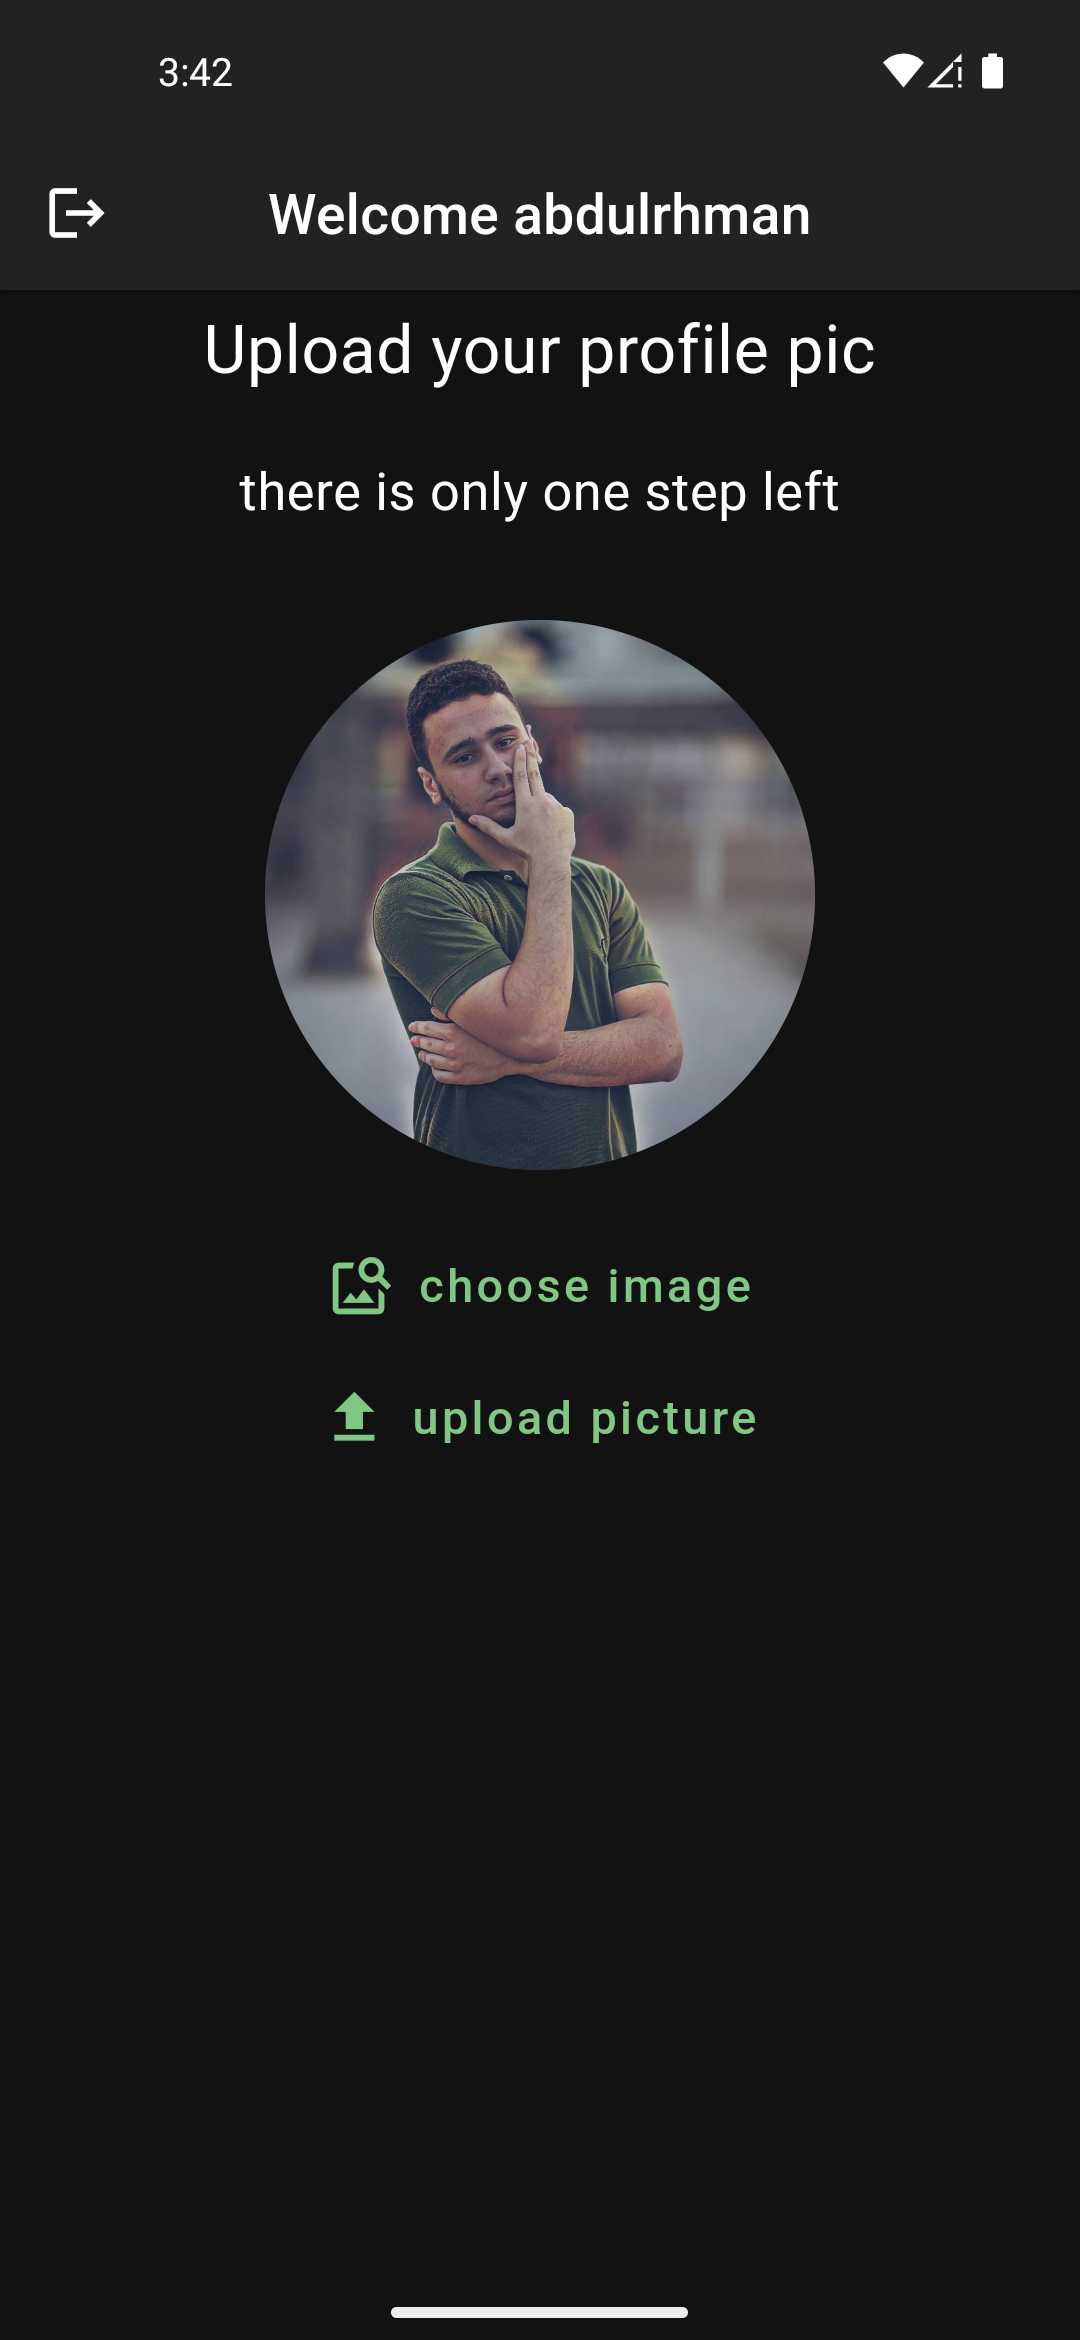 3:42
Welcome abdulrhman
Upload your profile pic
there is only one step left
choose image
upload picture